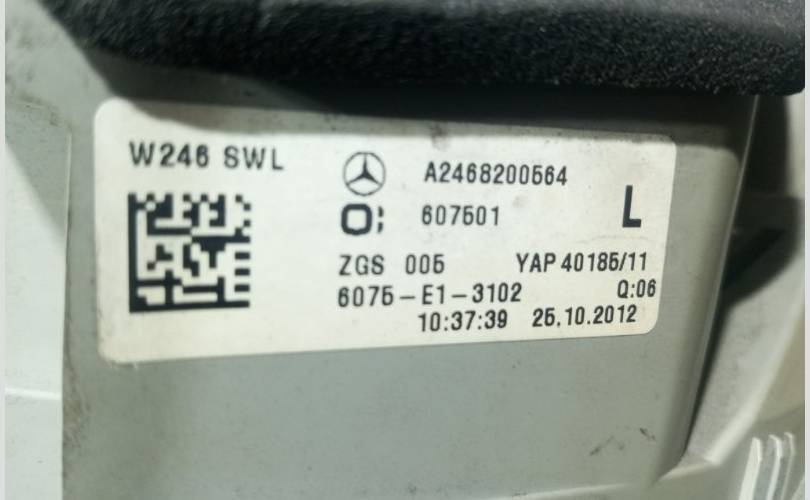 W246 SWL
A2468200564
607501
L
ZGS 005 YAP 40185/11
6075-E1-3102 Q:06
10:37:39 25.10.2012